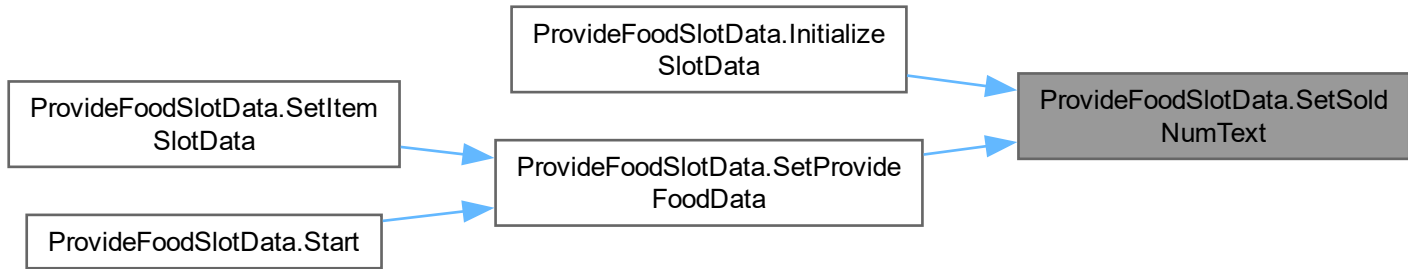 ProvideFoodSlotData.Initialize
SlotData
ProvideFoodSlotData.SetSold
NumText
ProvideFoodSlotData.SetItem
SlotData
ProvideFoodSlotData.SetProvide
FoodData
ProvideFoodSlotData.Start